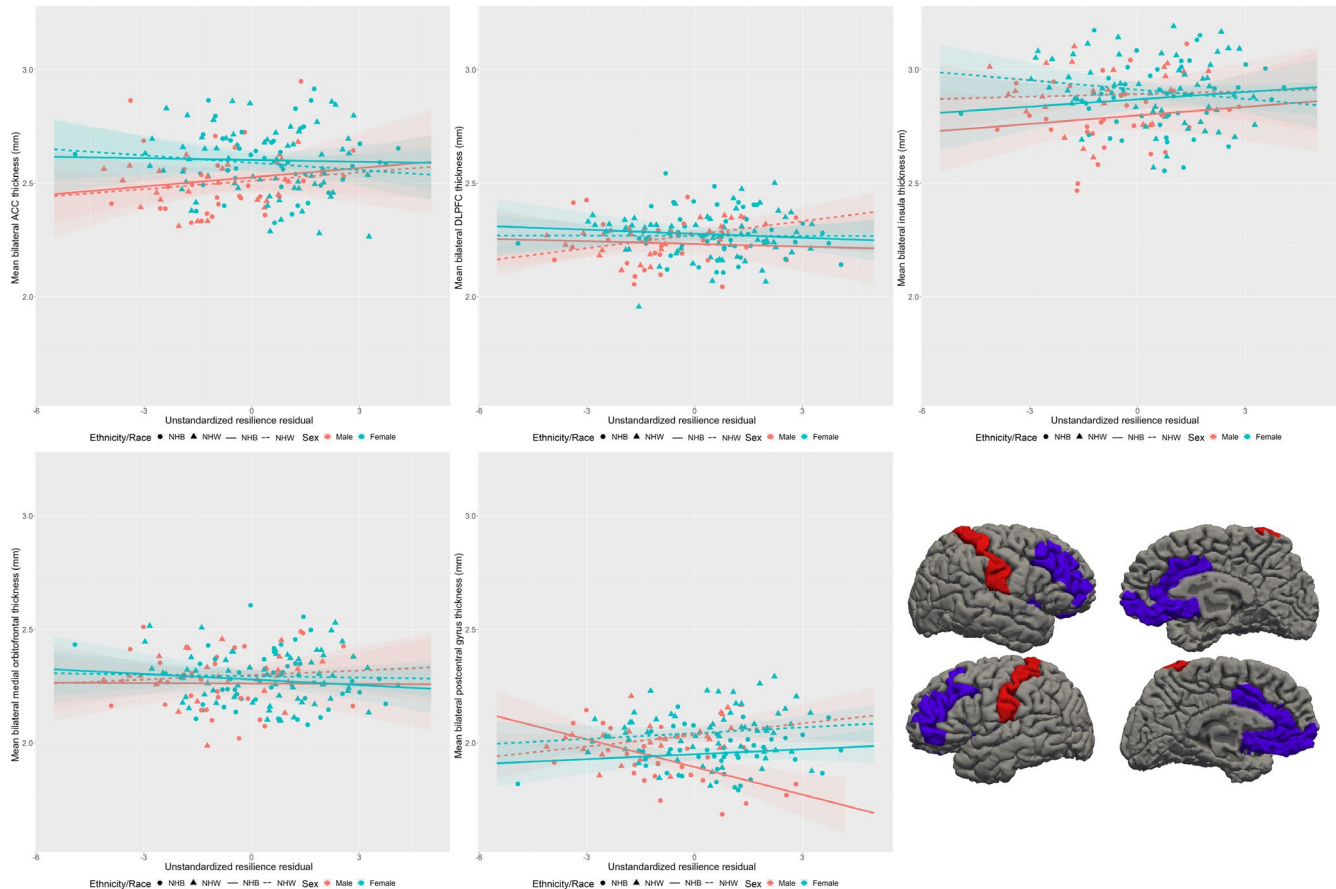 Mean bilateral ACC thickness (mm)
3.0
2.5
2.0
-6 -3 0 3
Unstandardized resilience residual
Ethnicity/Race NHB NHW NHB NHW Sex Male Female
Mean bilateral DLPFC thickness (mm)
3.0
2.5
2.0
-6 -3 0 3
Unstandardized resilience residual
Ethnicity/Race NHB NHW NHB NHW Sex Male Female
Mean bilateral insula thickness (mm)
3.0
2.5
2.0
-6 -3 0 3
Unstandardized resilience residual
Ethnicity/Race NHB NHW NHB NHW Sex Male Female
Mean bilateral medial orbitofrontal thickness (mm)
3.0
2.5
2.0
-6 -3 0 3
Unstandardized resilience residual
Ethnicity/Race NHB NHW NHB NHW Sex Male Female
Mean bilateral postcentral gyrus thickness (mm)
3.0
2.5
2.0
-6 -3 0 3
Unstandardized resilience residual
Ethnicity/Race NHB NHW NHB NHW Sex Male Female